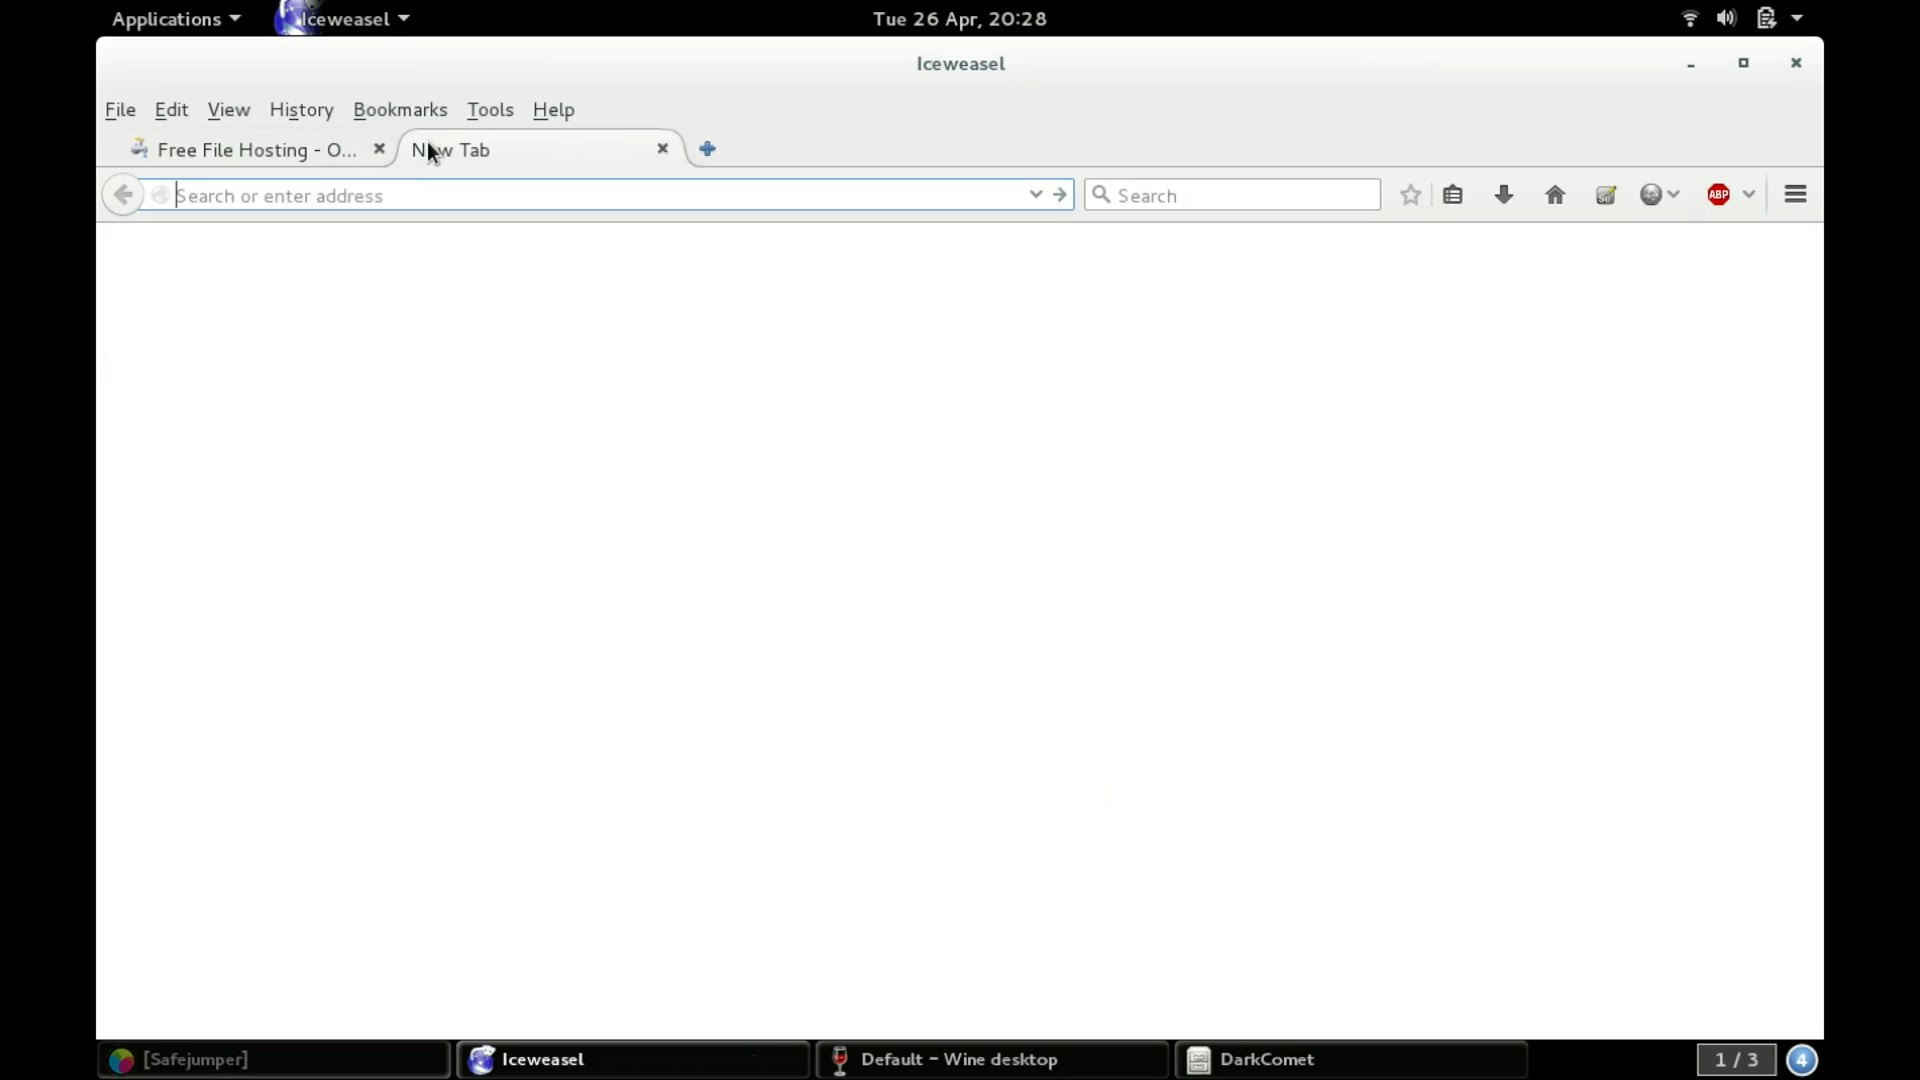 Applications Iceweasel Tue 26 Apr, 20:28
Iceweasel
File Edit View History Bookmarks Tools Help
Free File Hosting - O... New Tab
Search or enter address Search ABP
[Safejumper] Iceweasel Default - Wine desktop DarkComet 1 / 3 4